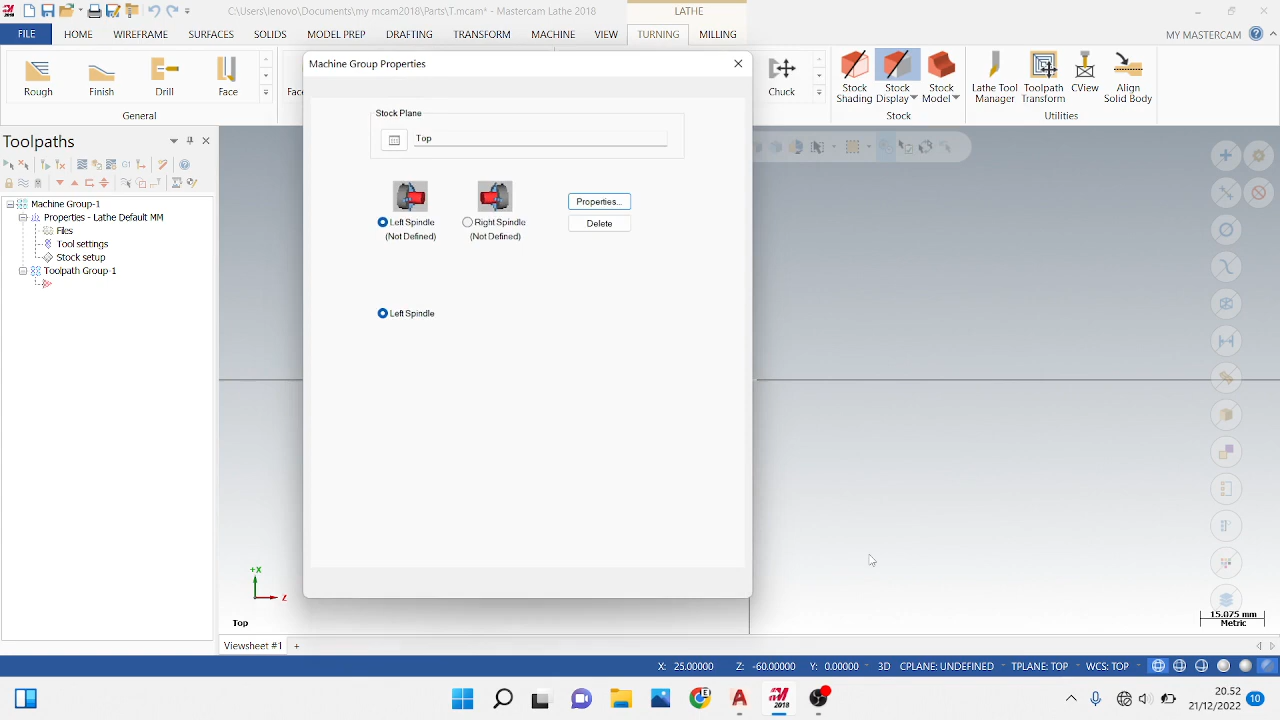 C:\Users\lenovo\Documents\my mcam2018\Parts\T.mcam* - Mastercam Lathe 2018
LATHE
FILE HOME WIREFRAME SURFACES SOLIDS MODEL PREP DRAFTING TRANSFORM MACHINE VIEW TURNING MILLING MY MASTERCAM
Rough Finish Drill Face
General
Chuck
Stock Shading
Stock Display
Stock Model
Stock
Lathe Tool Manager
Toolpath Transform
CView
Align Solid Body
Utilities
Toolpaths
Machine Group-1
Properties - Lathe Default MM
Files
Tool settings
Stock setup
Toolpath Group-1
Machine Group Properties
Stock Plane
Top
Left Spindle
(Not Defined)
Right Spindle
(Not Defined)
Properties...
Delete
Left Spindle
+X
Z
Top
15.075 mm
Metric
Viewsheet #1 +
X: 25.00000 Z: -60.00000 Y: 0.00000 3D CPLANE: UNDEFINED TPLANE: TOP WCS: TOP
2018
20.52
21/12/2022
10